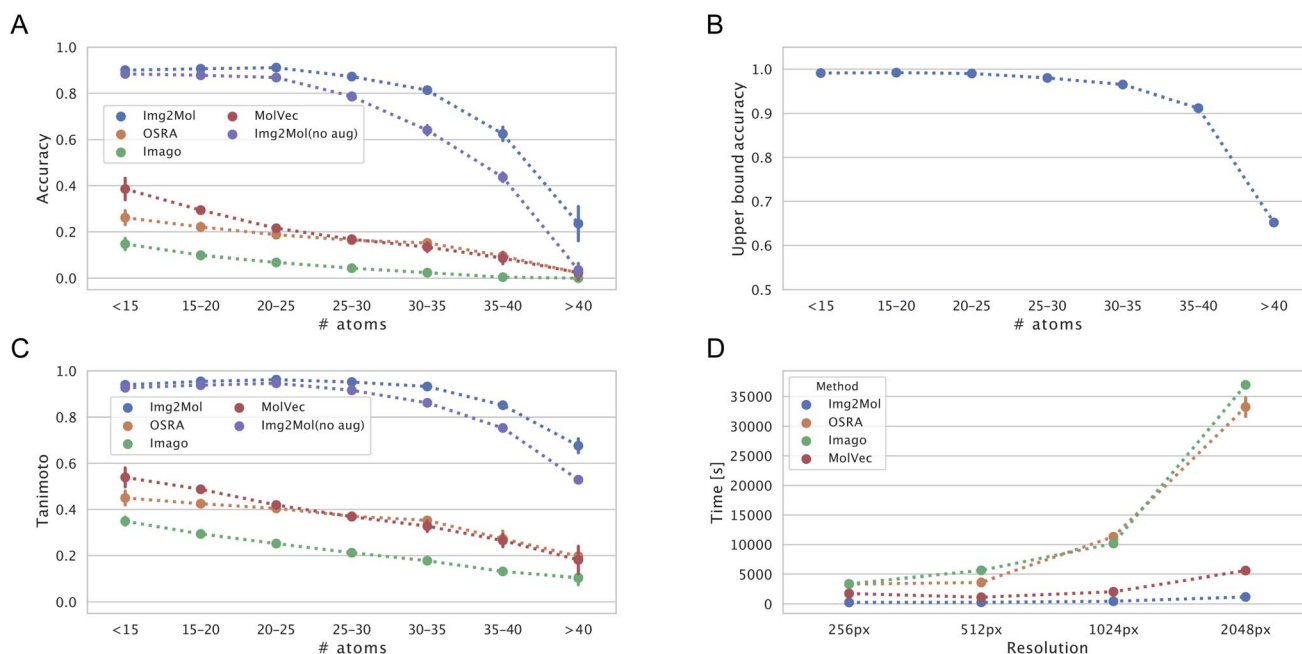 A
Accuracy
1.0
0.8
0.6
0.4
0.2
0.0
Img2Mol
OSRA
Imago
MolVec
Img2Mol(no aug)
<15 15–20 20–25 25–30 30–35 35–40 >40
# atoms
B
Upper bound accuracy
1.0
0.9
0.8
0.7
0.6
0.5
<15 15–20 20–25 25–30 30–35 35–40 >40
# atoms
C
Tanimoto
1.0
0.8
0.6
0.4
0.2
0.0
Img2Mol
OSRA
Imago
MolVec
Img2Mol(no aug)
<15 15–20 20–25 25–30 30–35 35–40 >40
# atoms
D
Time [s]
35000
30000
25000
20000
15000
10000
5000
0
Method
Img2Mol
OSRA
Imago
MolVec
256px 512px 1024px 2048px
Resolution